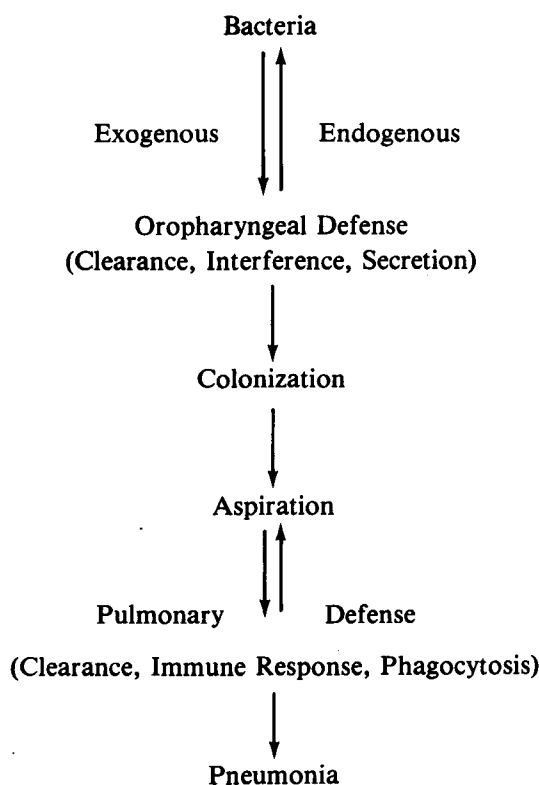 Bacteria
Exogenous Endogenous
Oropharyngeal Defense
(Clearance, Interference, Secretion)
Colonization
Aspiration
Pulmonary Defense
(Clearance, Immune Response, Phagocytosis)
Pneumonia